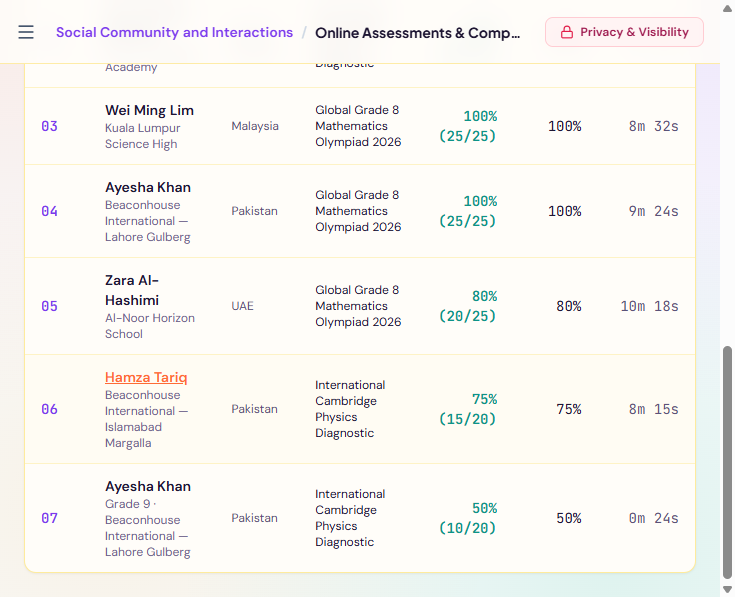 Social Community and Interactions / Online Assessments & Comp...
Privacy & Visibility
Academy
Diagnostic
03
Wei Ming Lim
Kuala Lumpur
Science High
Malaysia
Global Grade 8
Mathematics
Olympiad 2026
100%
(25/25)
100%
8m 32s
04
Ayesha Khan
Beaconhouse
International —
Lahore Gulberg
Pakistan
Global Grade 8
Mathematics
Olympiad 2026
100%
(25/25)
100%
9m 24s
05
Zara Al-
Hashimi
Al-Noor Horizon
School
UAE
Global Grade 8
Mathematics
Olympiad 2026
80%
(20/25)
80%
10m 18s
06
Hamza Tariq
Beaconhouse
International —
Islamabad
Margalla
Pakistan
International
Cambridge
Physics
Diagnostic
75%
(15/20)
75%
8m 15s
07
Ayesha Khan
Grade 9 ·
Beaconhouse
International —
Lahore Gulberg
Pakistan
International
Cambridge
Physics
Diagnostic
50%
(10/20)
50%
0m 24s